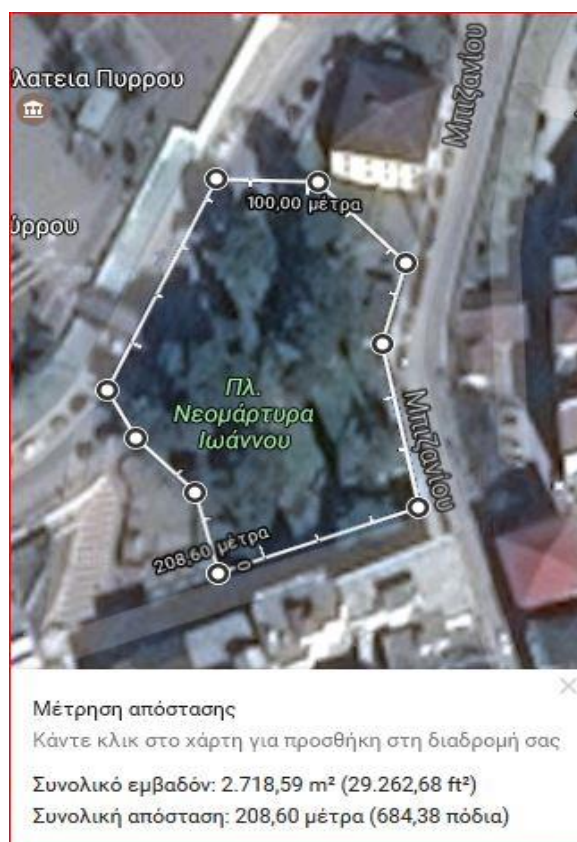 λατεια Πυρρου
Μπιζανίου
100,00 μέτρα
ύρρου
Πλ.
Νεομάρτυρα
Ιωάννου
Μπιζανίου
208,60 μέτρα
0
Μέτρηση απόστασης
Κάντε κλικ στο χάρτη για προσθήκη στη διαδρομή σας
Συνολικό εμβαδόν: 2.718,59 m² (29.262,68 ft²)
Συνολική απόσταση: 208,60 μέτρα (684,38 πόδια)